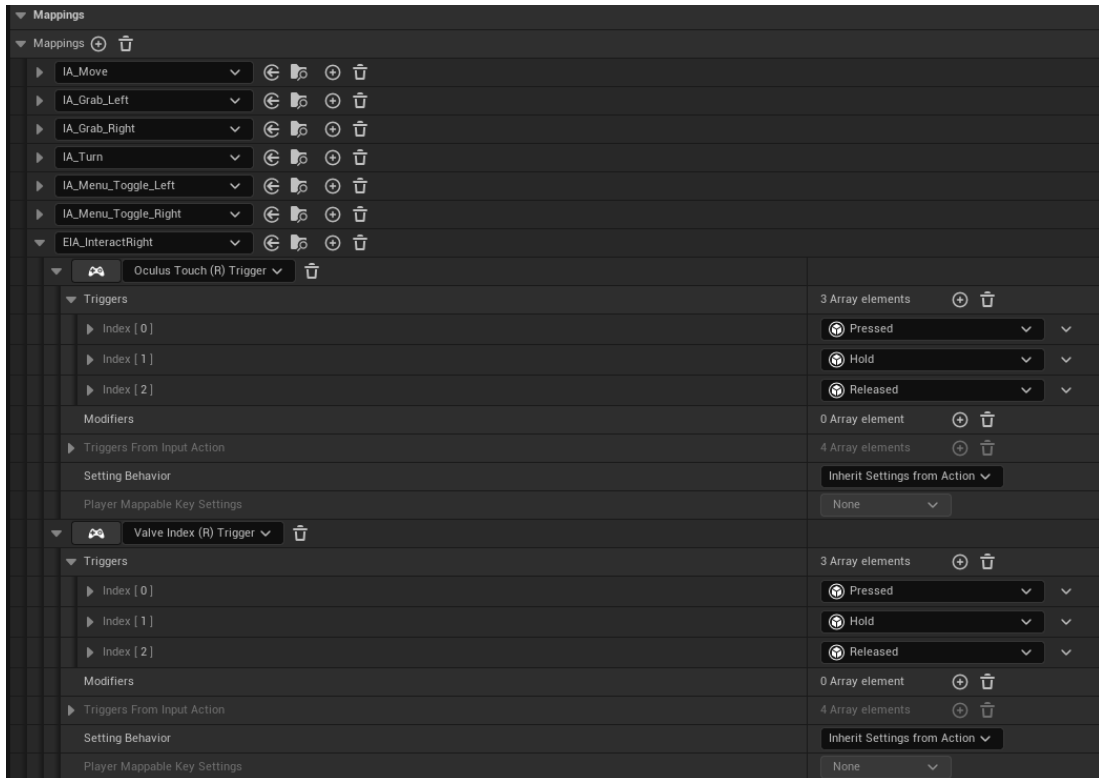 Mappings
Mappings
IA_Move
IA_Grab_Left
IA_Grab_Right
IA_Turn
IA_Menu_Toggle_Left
IA_Menu_Toggle_Right
EIA_InteractRight
Oculus Touch (R) Trigger
Triggers 3 Array elements
Index [ 0 ] Pressed
Index [ 1 ] Hold
Index [ 2 ] Released
Modifiers 0 Array element
Triggers From Input Action 4 Array elements
Setting Behavior Inherit Settings from Action
Player Mappable Key Settings None
Valve Index (R) Trigger
Triggers 3 Array elements
Index [ 0 ] Pressed
Index [ 1 ] Hold
Index [ 2 ] Released
Modifiers 0 Array element
Triggers From Input Action 4 Array elements
Setting Behavior Inherit Settings from Action
Player Mappable Key Settings None